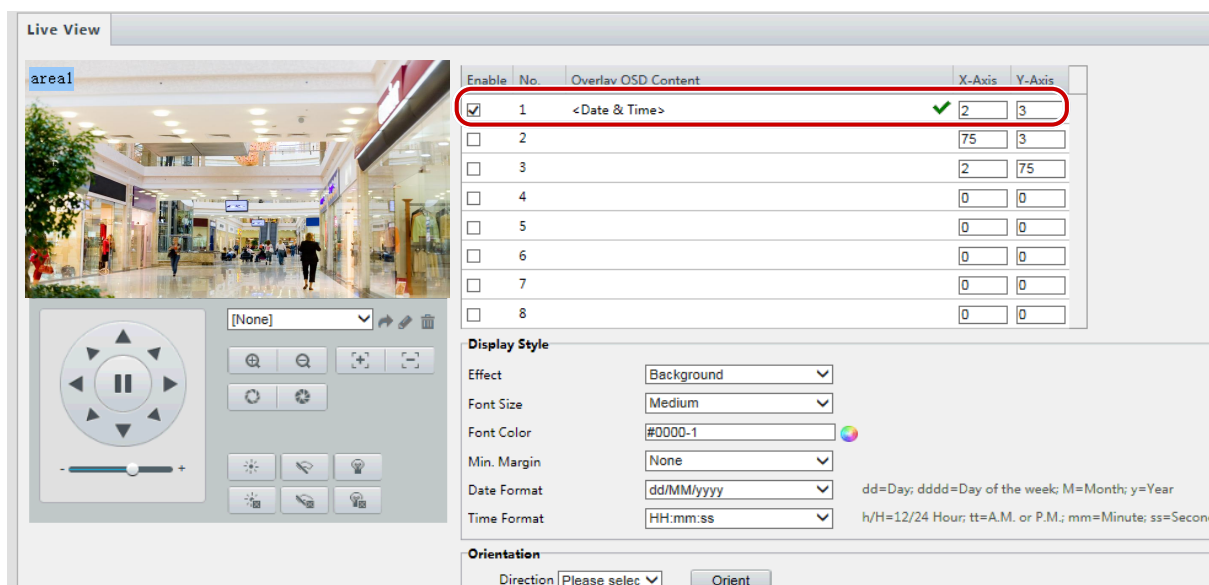 Live View
area1
Enable No. Overlay OSD Content X-Axis Y-Axis
1 <Date & Time> 2 3
2 75 3
3 2 75
4 0 0
5 0 0
6 0 0
7 0 0
8 0 0
[None]
- +
Display Style
Effect Background
Font Size Medium
Font Color #0000-1
Min. Margin None
Date Format dd/MM/yyyy dd=Day; dddd=Day of the week; M=Month; y=Year
Time Format HH:mm:ss h/H=12/24 Hour; tt=A.M. or P.M.; mm=Minute; ss=Secon
Orientation
Direction Please selec Orient